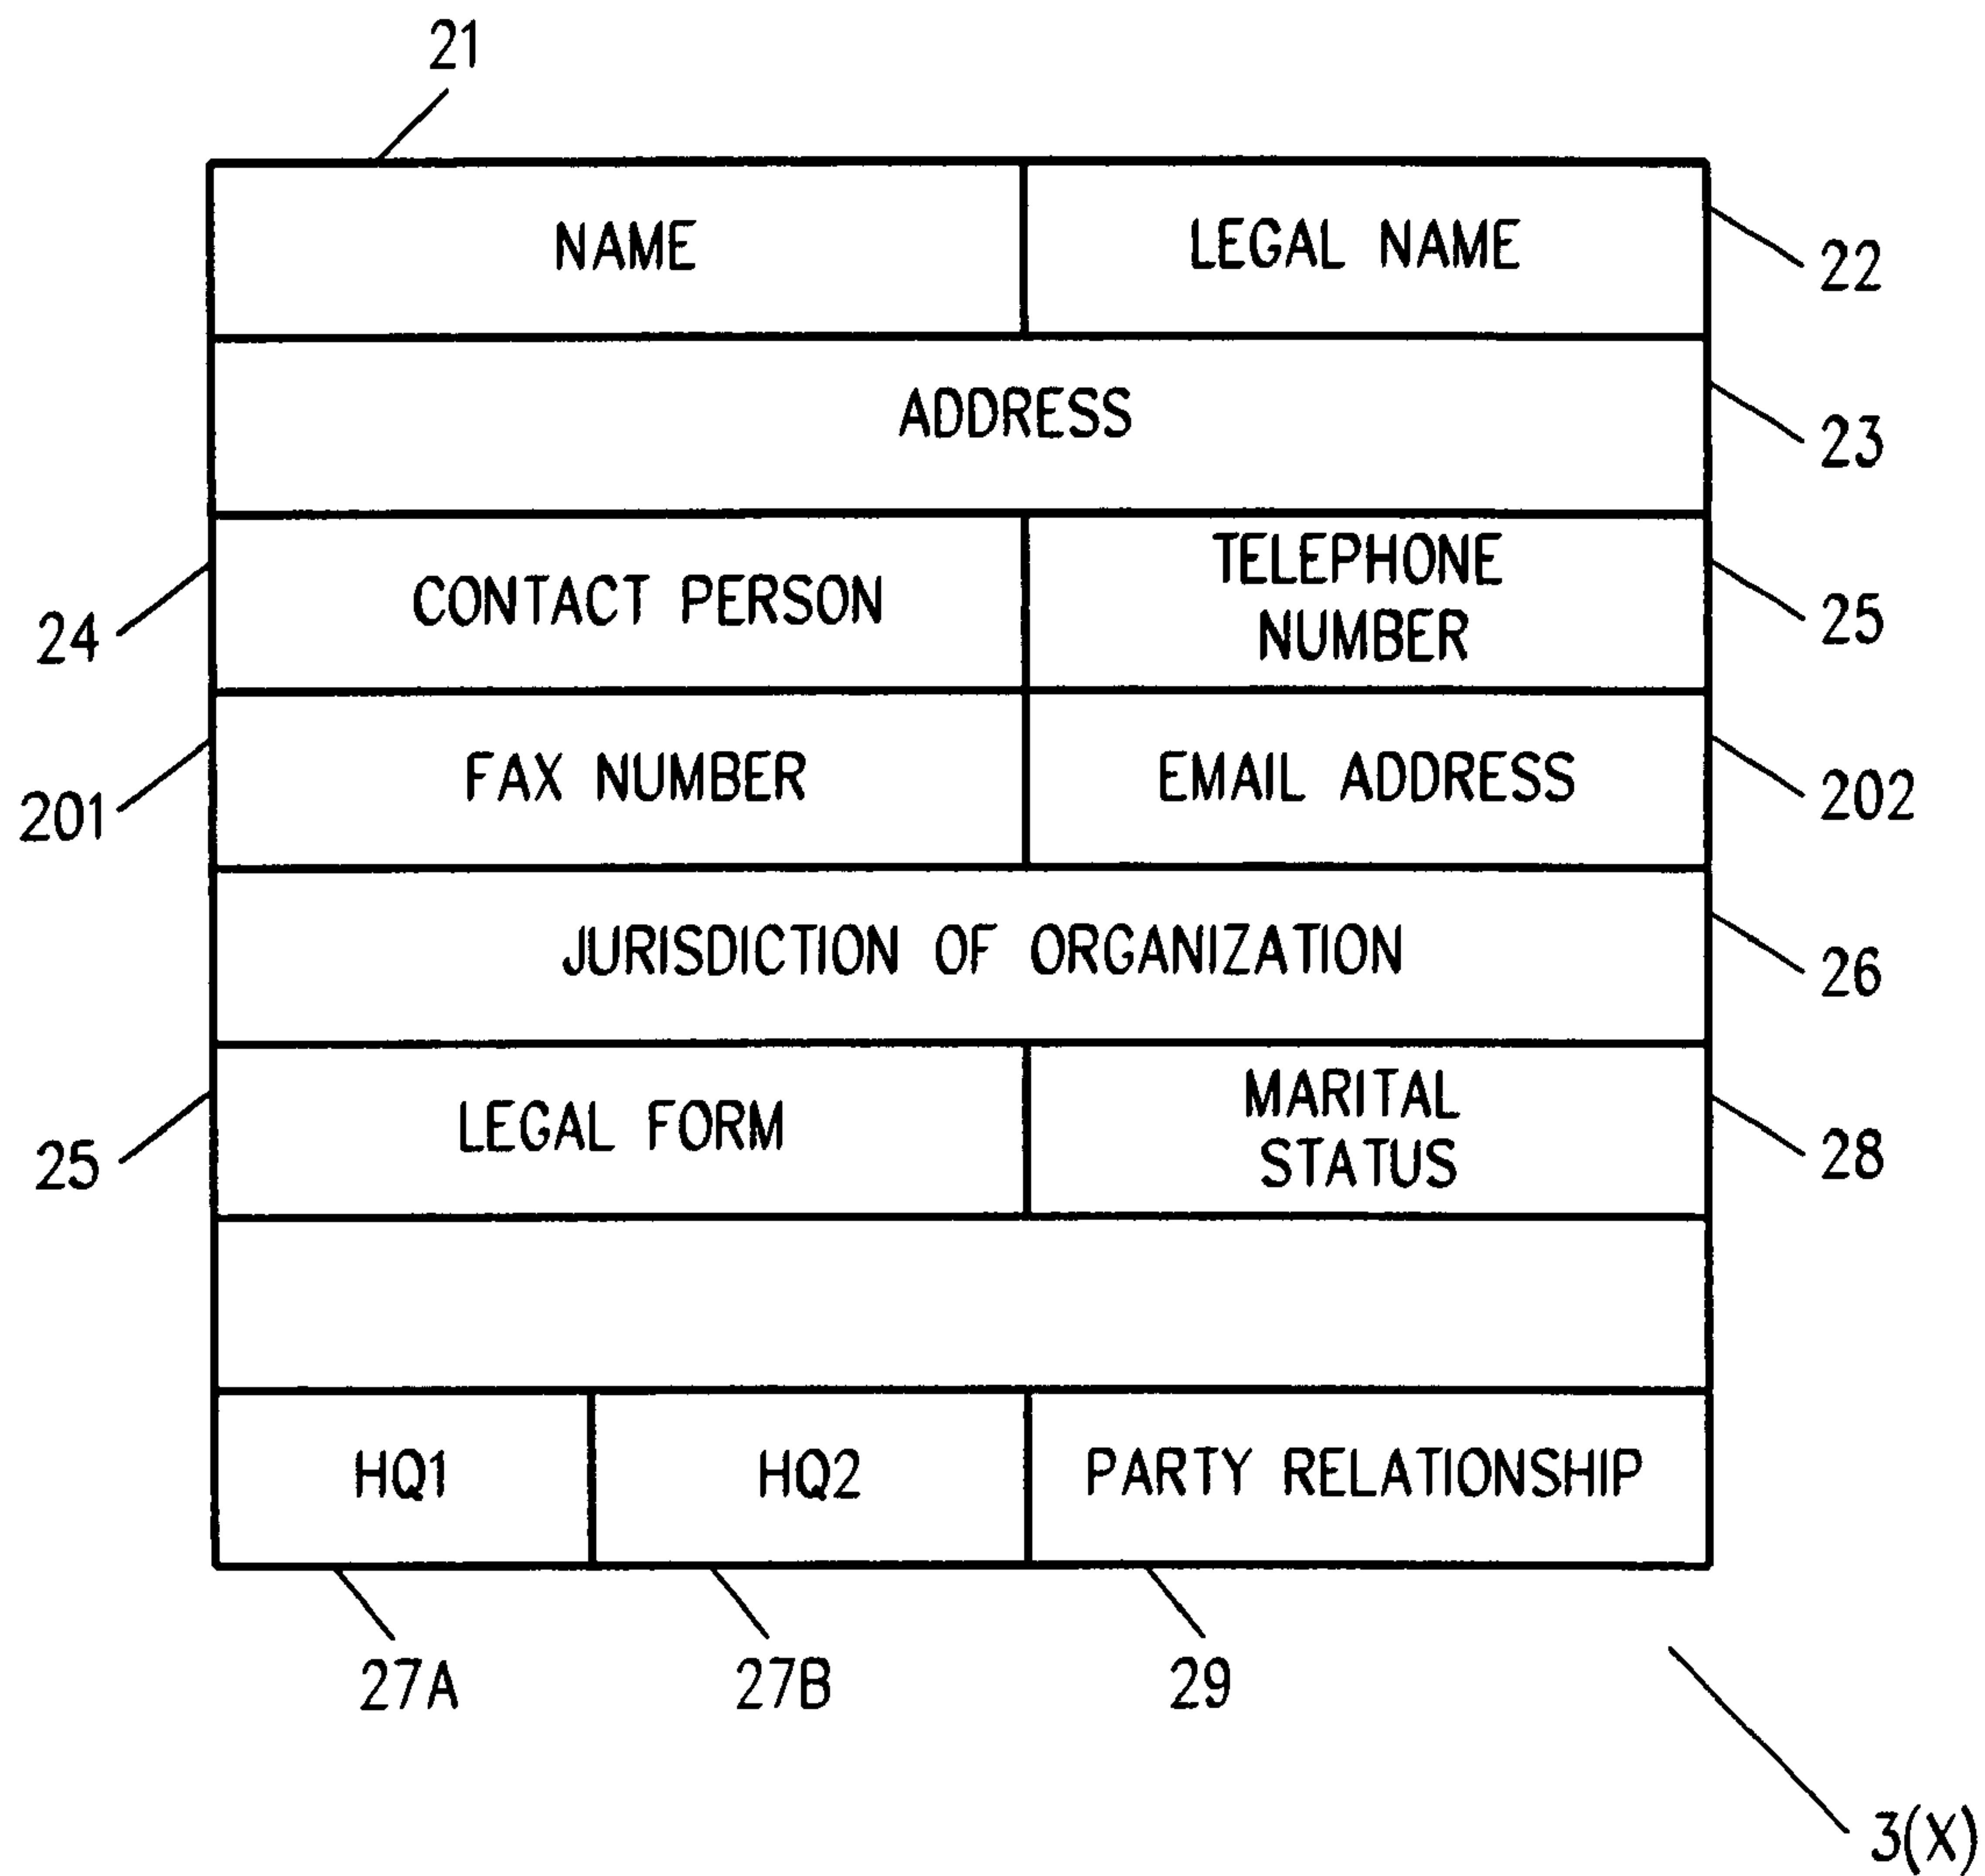 21
NAME
LEGAL NAME
22
ADDRESS
23
24
CONTACT PERSON
TELEPHONE
NUMBER
25
201
FAX NUMBER
EMAIL ADDRESS
202
JURISDICTION OF ORGANIZATION
26
25
LEGAL FORM
MARITAL
STATUS
28
HQ1
HQ2
PARTY RELATIONSHIP
27A
27B
29
3(X)